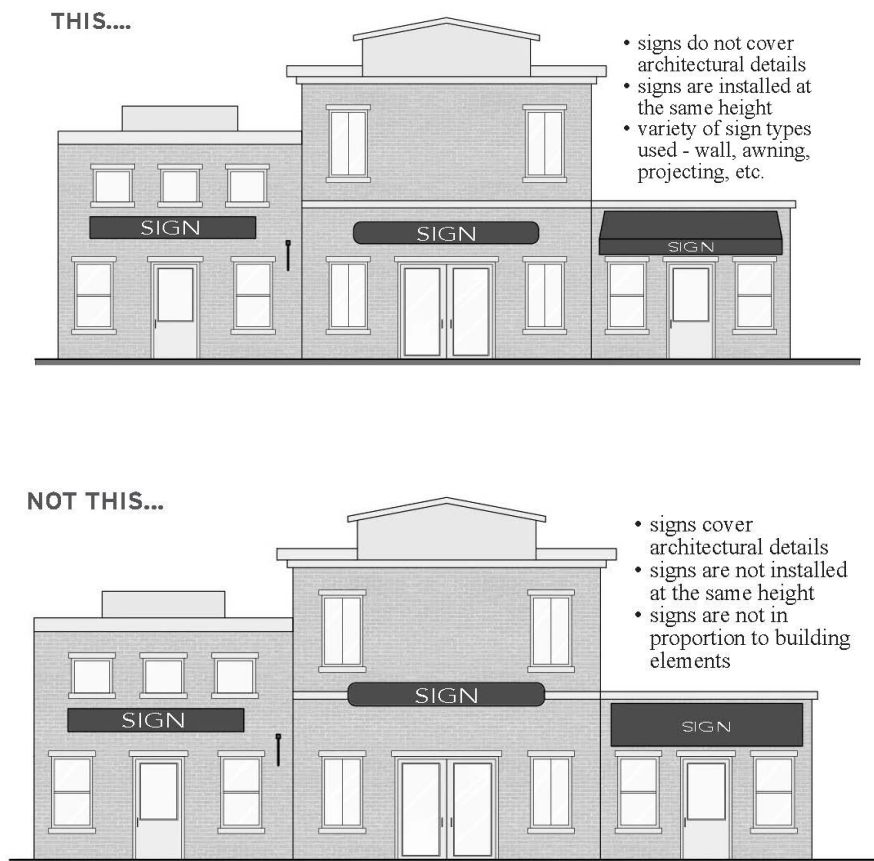 THIS....
• signs do not cover
architectural details
• signs are installed at
the same height
• variety of sign types
used - wall, awning,
projecting, etc.
SIGN
SIGN
SIGN
NOT THIS...
• signs cover
architectural details
• signs are not installed
at the same height
• signs are not in
proportion to building
elements
SIGN
SIGN
SIGN